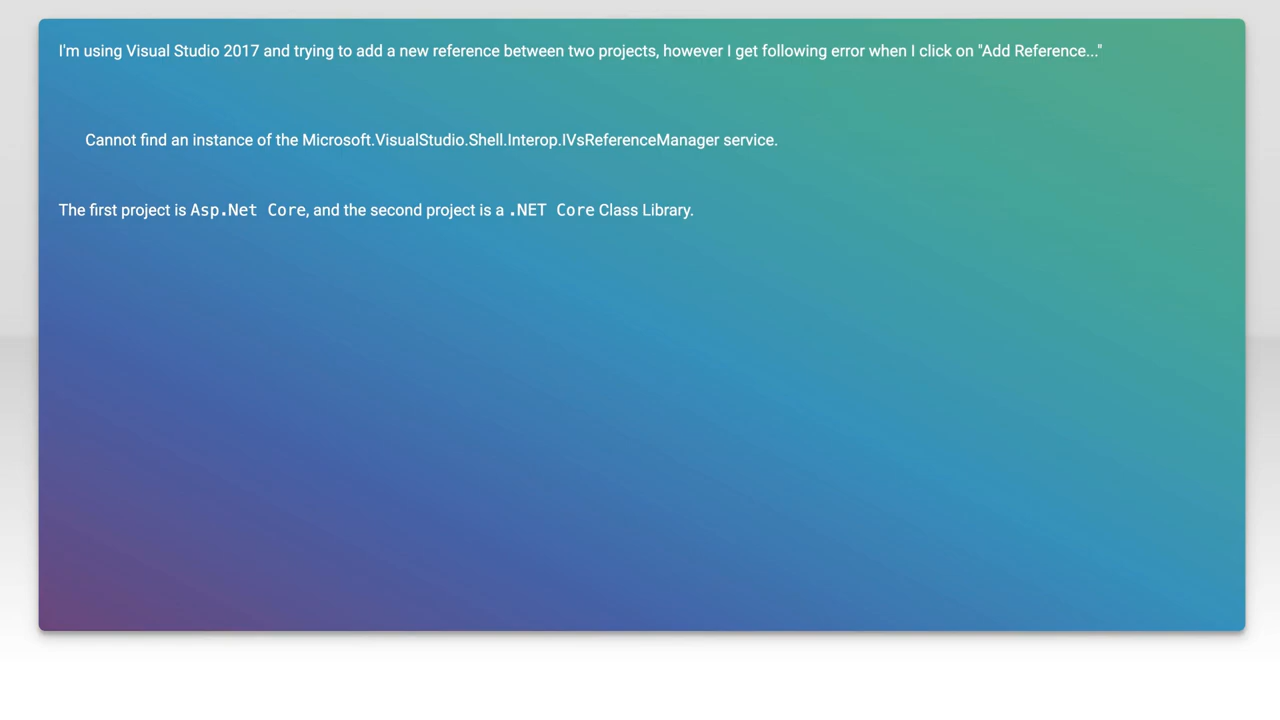 I'm using Visual Studio 2017 and trying to add a new reference between two projects, however I get following error when I click on "Add Reference..."
Cannot find an instance of the Microsoft.VisualStudio.Shell.Interop.IVsReferenceManager service.
The first project is Asp.Net Core, and the second project is a .NET Core Class Library.